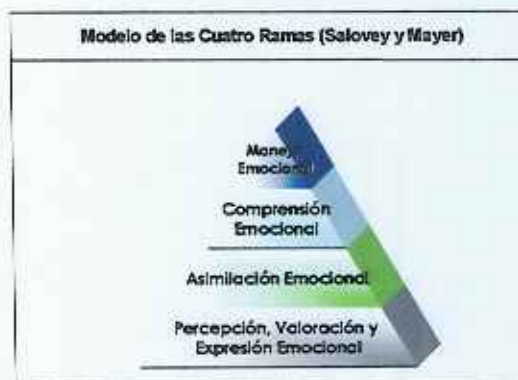 Modelo de las Cuatro Ramas (Salovey y Mayer)
Manejo
Emocional
Comprensión
Emocional
Asimilación Emocional
Percepción, Valoración y
Expresión Emocional